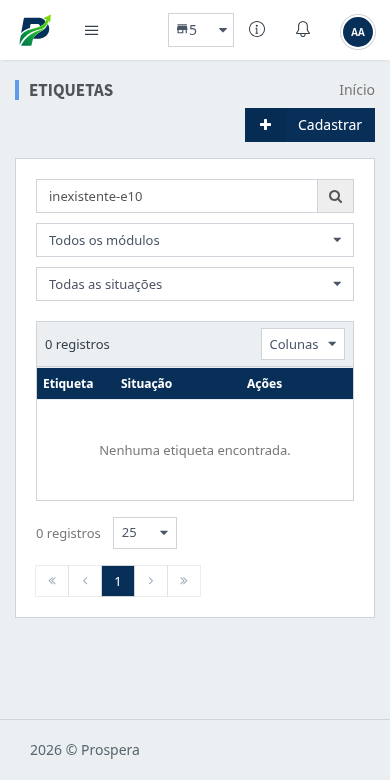 5
AA
ETIQUETAS
Início
Cadastrar
inexistente-e10
Todos os módulos
Todas as situações
0 registros
Colunas
Etiqueta Situação Ações
Nenhuma etiqueta encontrada.
0 registros
25
« ‹ 1 › »
2026 © Prospera